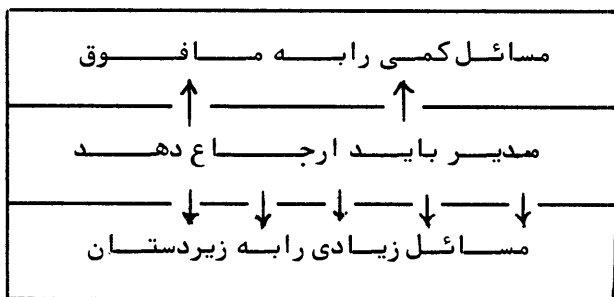 مسائل کمی را به مافوق
مدیر باید ارجاع دهد
مسائل زیادی را به زیردستان